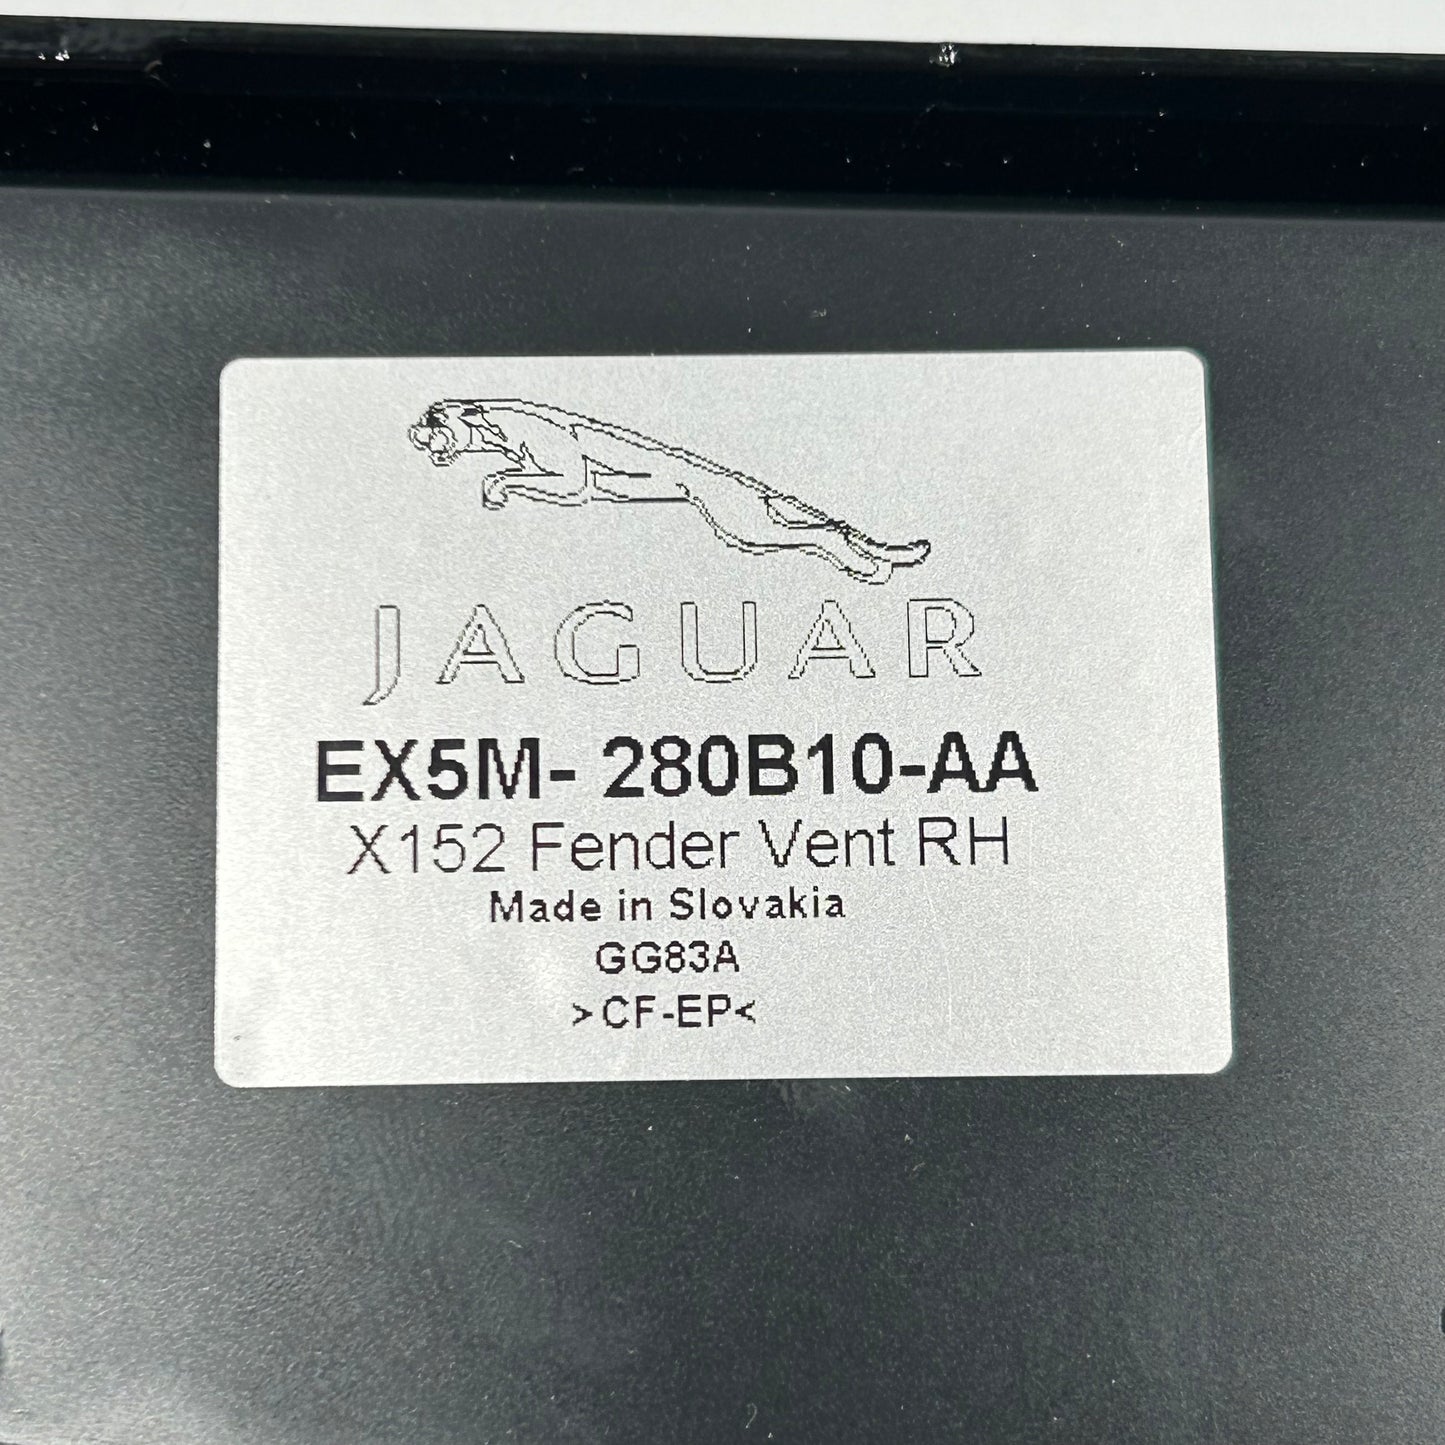 JAGUAR
EX5M- 280B10-AA
X152 Fender Vent RH
Made in Slovakia
GG83A
>CF-EP<